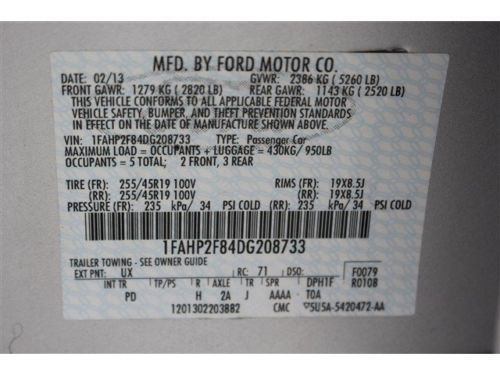 MFD. BY FORD MOTOR CO.
DATE: 02/13 GVWR: 2386 KG ( 5260 LB)
FRONT GAWR: 1279 KG ( 2820 LB) REAR GAWR: 1143 KG ( 2520 LB)
THIS VEHICLE CONFORMS TO ALL APPLICABLE FEDERAL MOTOR
VEHICLE SAFETY, BUMPER, AND THEFT PREVENTION STANDARDS
IN EFFECT ON THE DATE OF MANUFACTURE SHOWN ABOVE.
VIN: 1FAHP2F84DG208733 TYPE: Passenger Car
MAXIMUM LOAD = OCCUPANTS + LUGGAGE = 430KG/ 950LB
OCCUPANTS = 5 TOTAL; 2 FRONT, 3 REAR
TIRE (FR): 255/45R19 100V RIMS (FR): 19X8.5J
(RR): 255/45R19 100V (RR): 19X8.5J
PRESSURE (FR): 235 kPa/ 34 PSI COLD (RR): 235 kPa/ 34 PSI COLD
1FAHP2F84DG208733
TRAILER TOWING - SEE OWNER GUIDE
EXT PNT: UX RC: 71 DSO: F0079
INT TR TP/PS R AXLE TR SPR DPH1F R0108
PD H 2A J AAAA TOA
1201302203882 CMC 5U5A-5420472-AA